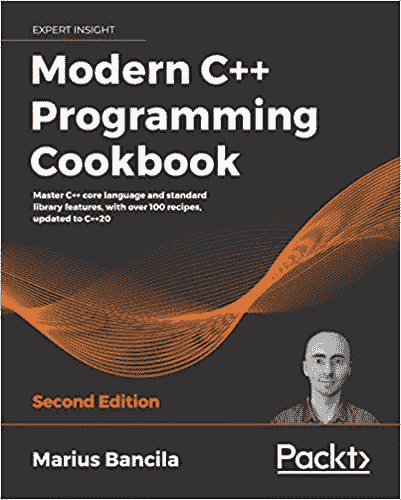 EXPERT INSIGHT
Modern C++
Programming
Cookbook
Master C++ core language and standard
library features, with over 100 recipes,
updated to C++20
Second Edition
Marius Bancila
Packt>